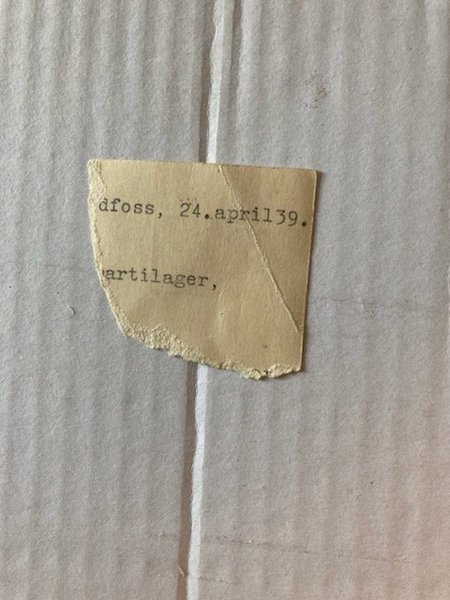 dfoss, 24.april39.
artilager,